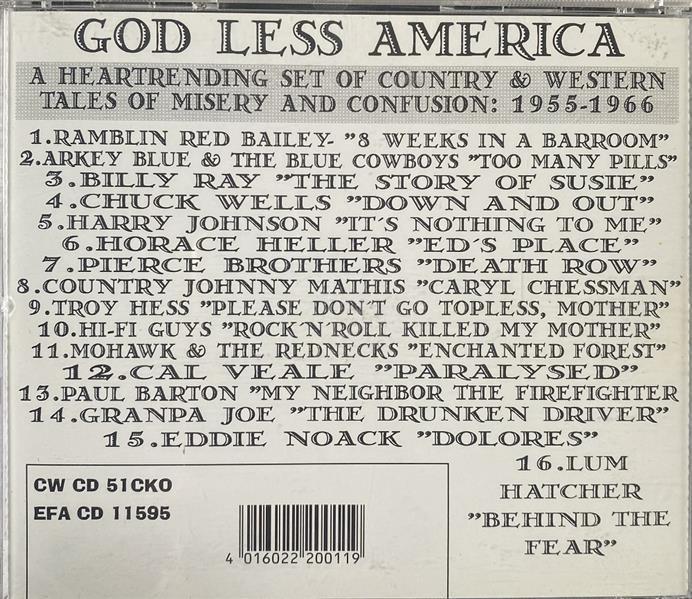 GOD LESS AMERICA
A HEARTRENDING SET OF COUNTRY & WESTERN
TALES OF MISERY AND CONFUSION: 1955-1966
1.RAMBLIN RED BAILEY- "8 WEEKS IN A BARROOM"
2.ARKEY BLUE & THE BLUE COWBOYS "TOO MANY PILLS"
3.BILLY RAY "THE STORY OF SUSIE"
4.CHUCK WELLS "DOWN AND OUT"
5.HARRY JOHNSON "IT´S NOTHING TO ME"
6.HORACE HELLER "ED´S PLACE"
7.PIERCE BROTHERS "DEATH ROW"
8.COUNTRY JOHNNY MATHIS "CARYL CHESSMAN"
9.TROY HESS "PLEASE DON´T GO TOPLESS, MOTHER"
10.HI-FI GUYS "ROCK´N´ROLL KILLED MY MOTHER"
11.MOHAWK & THE REDNECKS "ENCHANTED FOREST"
12.CAL VEALE "PARALYSED"
13.PAUL BARTON "MY NEIGHBOR THE FIREFIGHTER
14.GRANPA JOE "THE DRUNKEN DRIVER"
15.EDDIE NOACK "DOLORES"
16.LUM
HATCHER
"BEHIND THE
FEAR"
CW CD 51CKO
EFA CD 11595
4 016022 200119